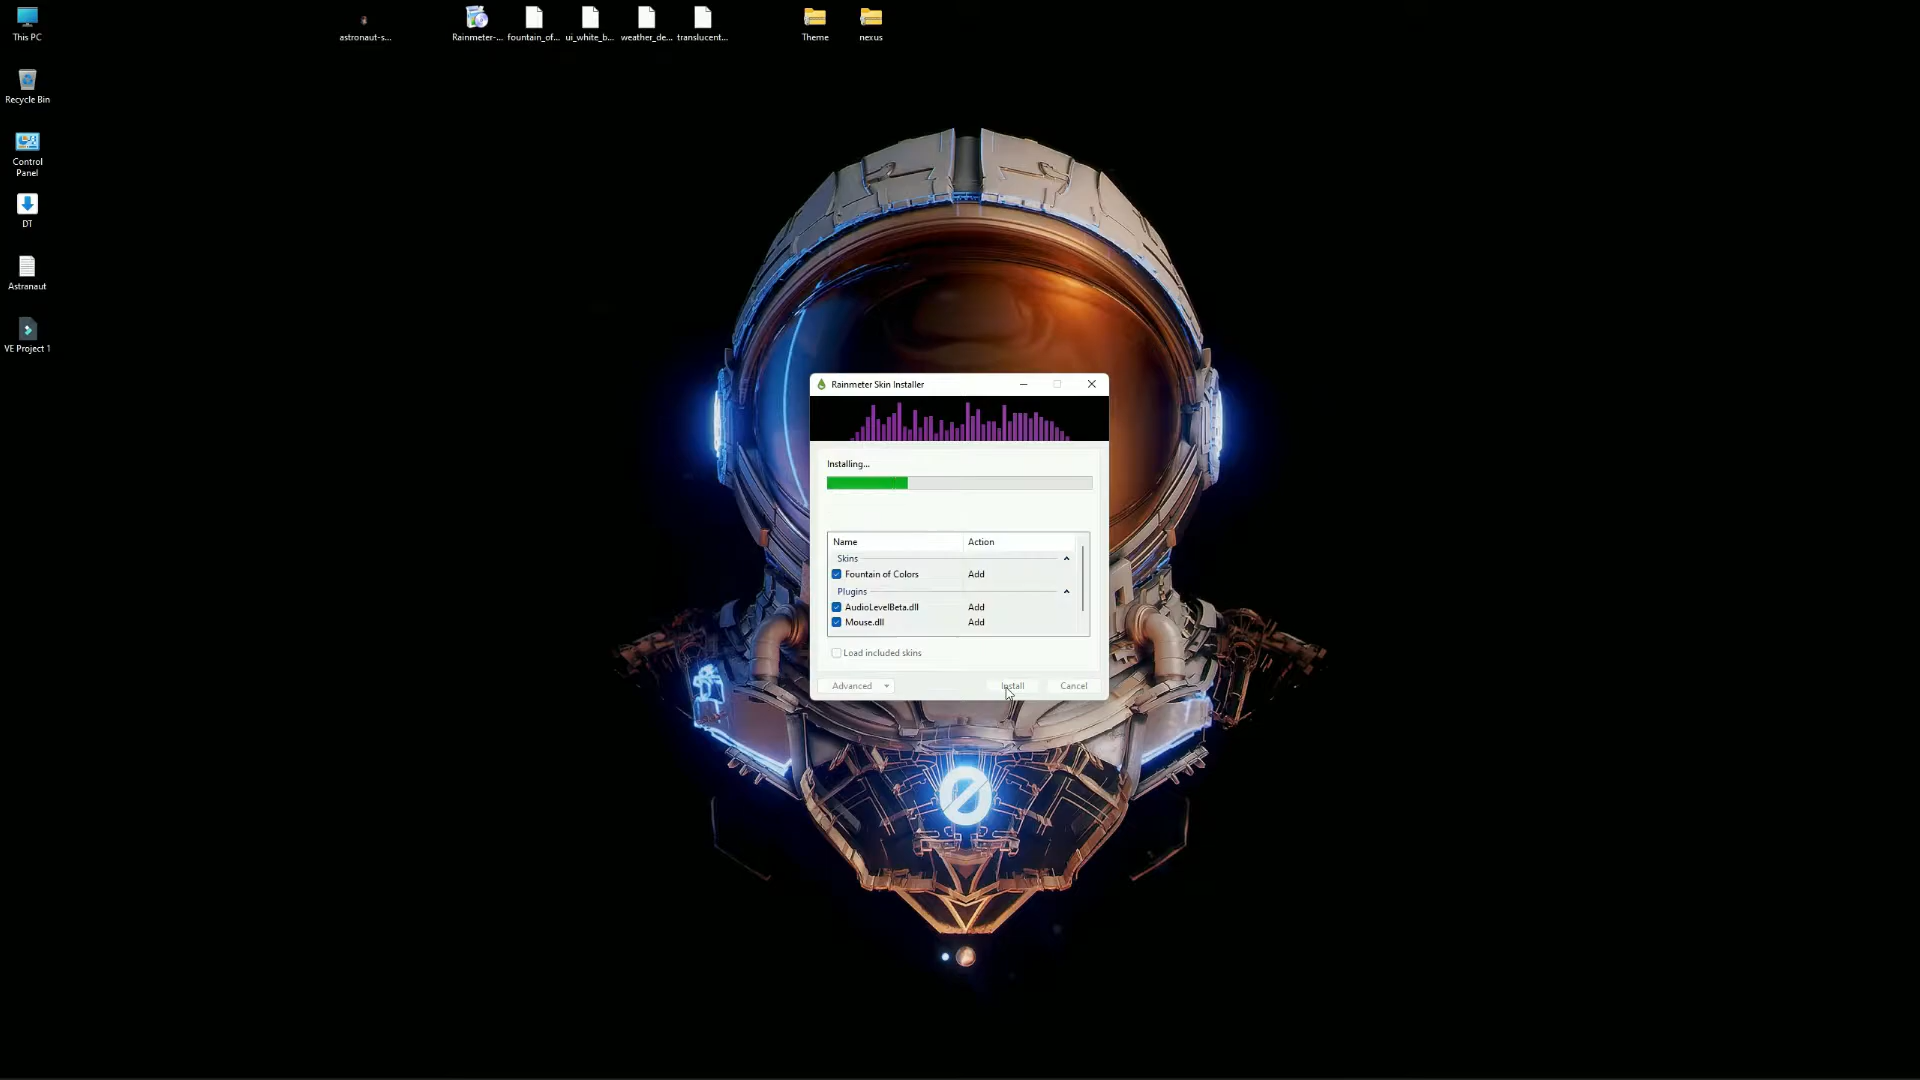 This PC
Recycle Bin
Control
Panel
DT
Astranaut
VE Project 1
astronaut-s...
Rainmeter-...
fountain_of...
ui_white_b...
weather_de...
translucent...
Theme
nexus
Rainmeter Skin Installer
Installing...
Name Action
Skins
Fountain of Colors Add
Plugins
AudioLevelBeta.dll Add
Mouse.dll Add
Load included skins
Advanced Install Cancel